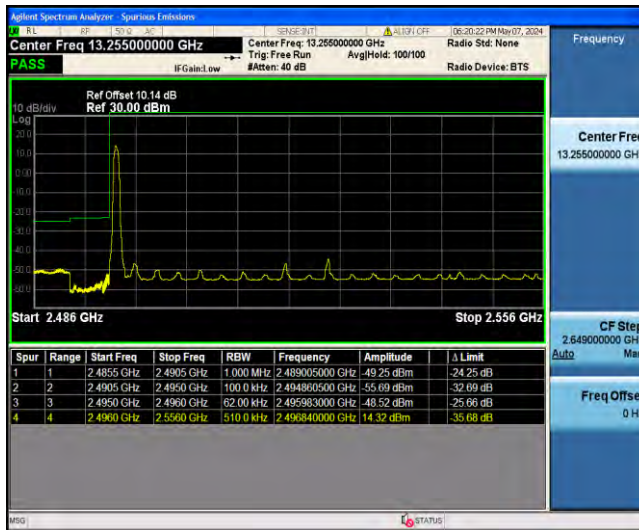 Agilent Spectrum Analyzer - Spurious Emissions
RL RF 50 Ω AC SENSE:INT ALIGN OFF 06:20:22 PM May 07, 2024
Center Freq 13.255000000 GHz
Center Freq: 13.255000000 GHz Radio Std: None
Trig: Free Run Avg|Hold: 100/100
PASS IFGain:Low #Atten: 40 dB Radio Device: BTS
Frequency
Ref Offset 10.14 dB
10 dB/div Ref 30.00 dBm
Log
20.0
10.0
0.00
-10.0
-20.0
-30.0
-40.0
-50.0
-60.0
Start 2.486 GHz Stop 2.556 GHz
Spur Range Start Freq Stop Freq RBW Frequency Amplitude Δ Limit
1 1 2.4855 GHz 2.4905 GHz 1.000 MHz 2.489005000 GHz -49.25 dBm -24.25 dB
2 2 2.4905 GHz 2.4950 GHz 100.0 kHz 2.494860500 GHz -55.69 dBm -32.69 dB
3 3 2.4950 GHz 2.4960 GHz 62.00 kHz 2.495983000 GHz -48.52 dBm -25.66 dB
4 4 2.4960 GHz 2.5560 GHz 510.0 kHz 2.496840000 GHz 14.32 dBm -35.68 dB
Center Fre
13.255000000 GH
CF Ste
2.649000000 GH
Auto Ma
Freq Offse
0 H
MSG STATUS